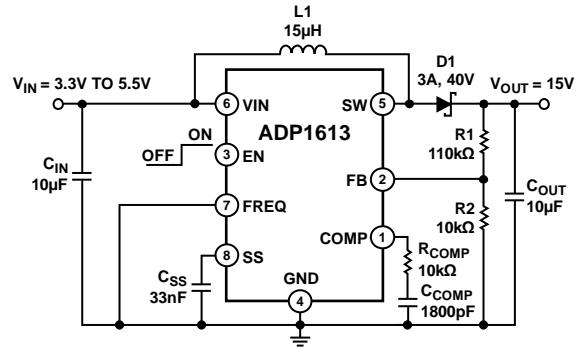 L1
15µH
D1
3A, 40V
V_IN = 3.3V TO 5.5V
V_OUT = 15V
6 VIN
SW 5
ADP1613
R1
110kΩ
ON
OFF
3 EN
C_IN
10µF
FB 2
C_OUT
10µF
7 FREQ
R2
10kΩ
COMP 1
8 SS
R_COMP
10kΩ
C_SS
33nF
GND
4
C_COMP
1800pF